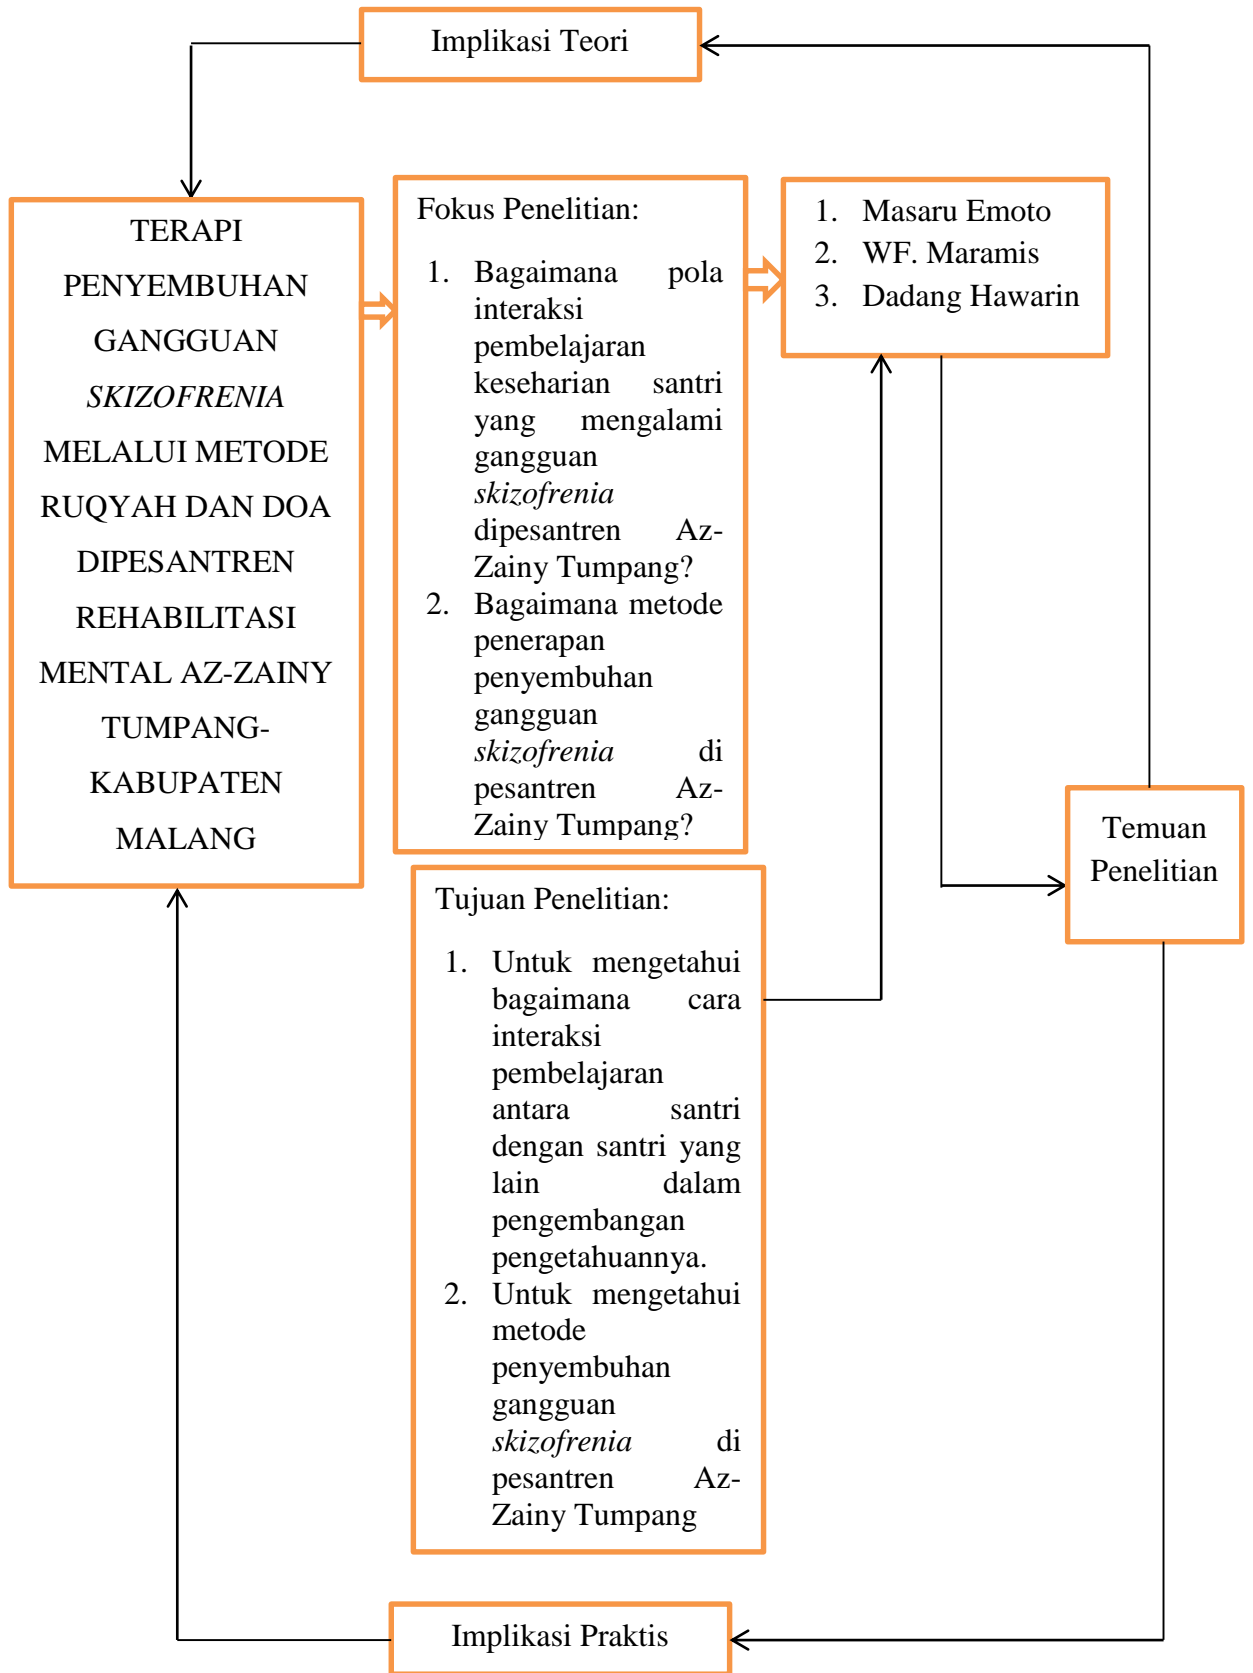 Implikasi Teori
TERAPI
PENYEMBUHAN
GANGGUAN
SKIZOFRENIA
MELALUI METODE
RUQYAH DAN DOA
DIPESANTREN
REHABILITASI
MENTAL AZ-ZAINY
TUMPANG-
KABUPATEN
MALANG
Fokus Penelitian:
1. Bagaimana pola
interaksi
pembelajaran
keseharian santri
yang mengalami
gangguan
skizofrenia
dipesantren Az-
Zainy Tumpang?
2. Bagaimana metode
penerapan
penyembuhan
gangguan
skizofrenia di
pesantren Az-
Zainy Tumpang?
1. Masaru Emoto
2. WF. Maramis
3. Dadang Hawarin
Tujuan Penelitian:
1. Untuk mengetahui
bagaimana cara
interaksi
pembelajaran
antara santri
dengan santri yang
lain dalam
pengembangan
pengetahuannya.
2. Untuk mengetahui
metode
penyembuhan
gangguan
skizofrenia di
pesantren Az-
Zainy Tumpang
Temuan
Penelitian
Implikasi Praktis